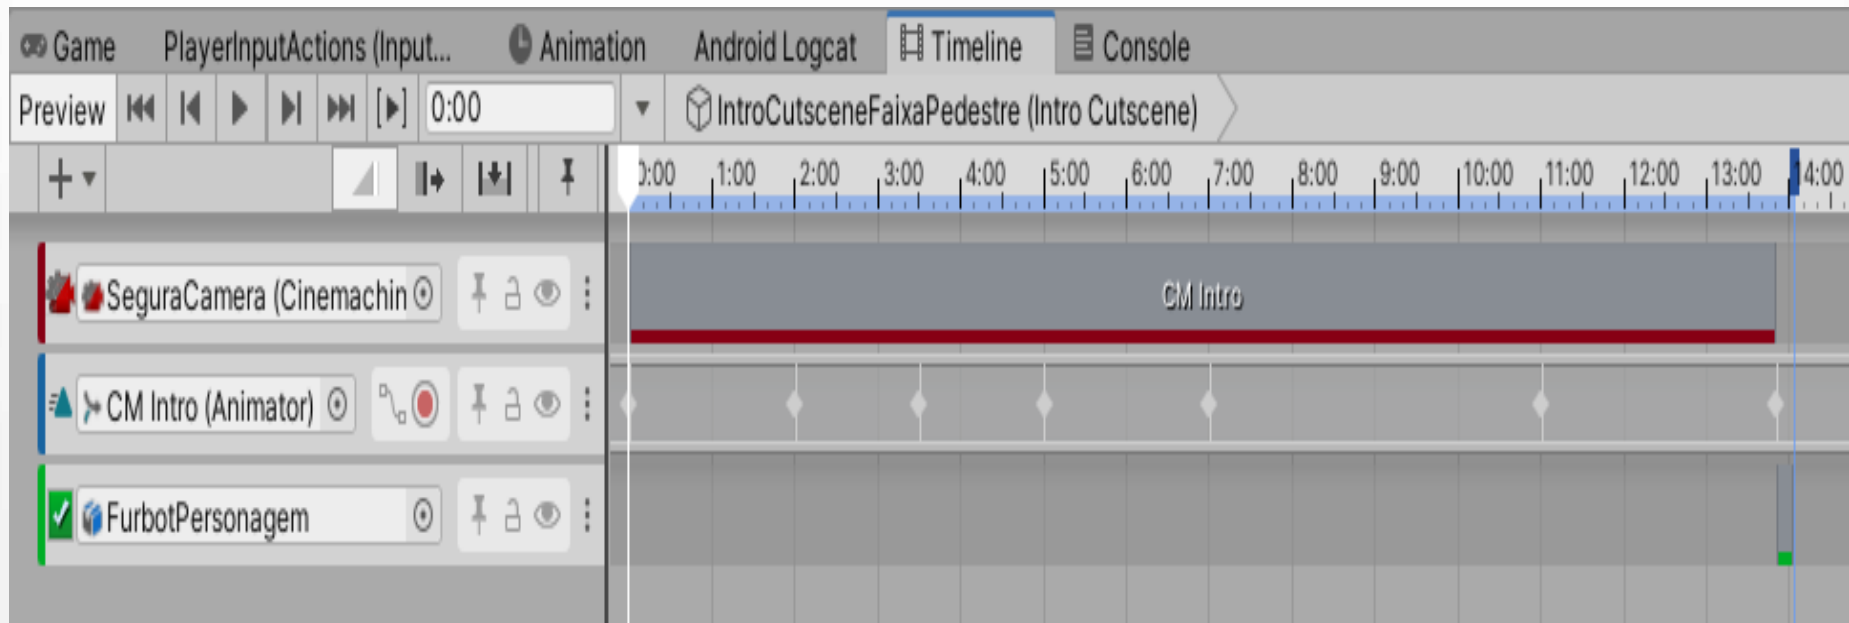 Game PlayerInputActions (Input... Animation Android Logcat Timeline Console
Preview 0:00 IntroCutsceneFaixaPedestre (Intro Cutscene)
0:00 1:00 2:00 3:00 4:00 5:00 6:00 7:00 8:00 9:00 10:00 11:00 12:00 13:00 14:00
SeguraCamera (Cinemachin CM Intro
CM Intro (Animator)
FurbotPersonagem